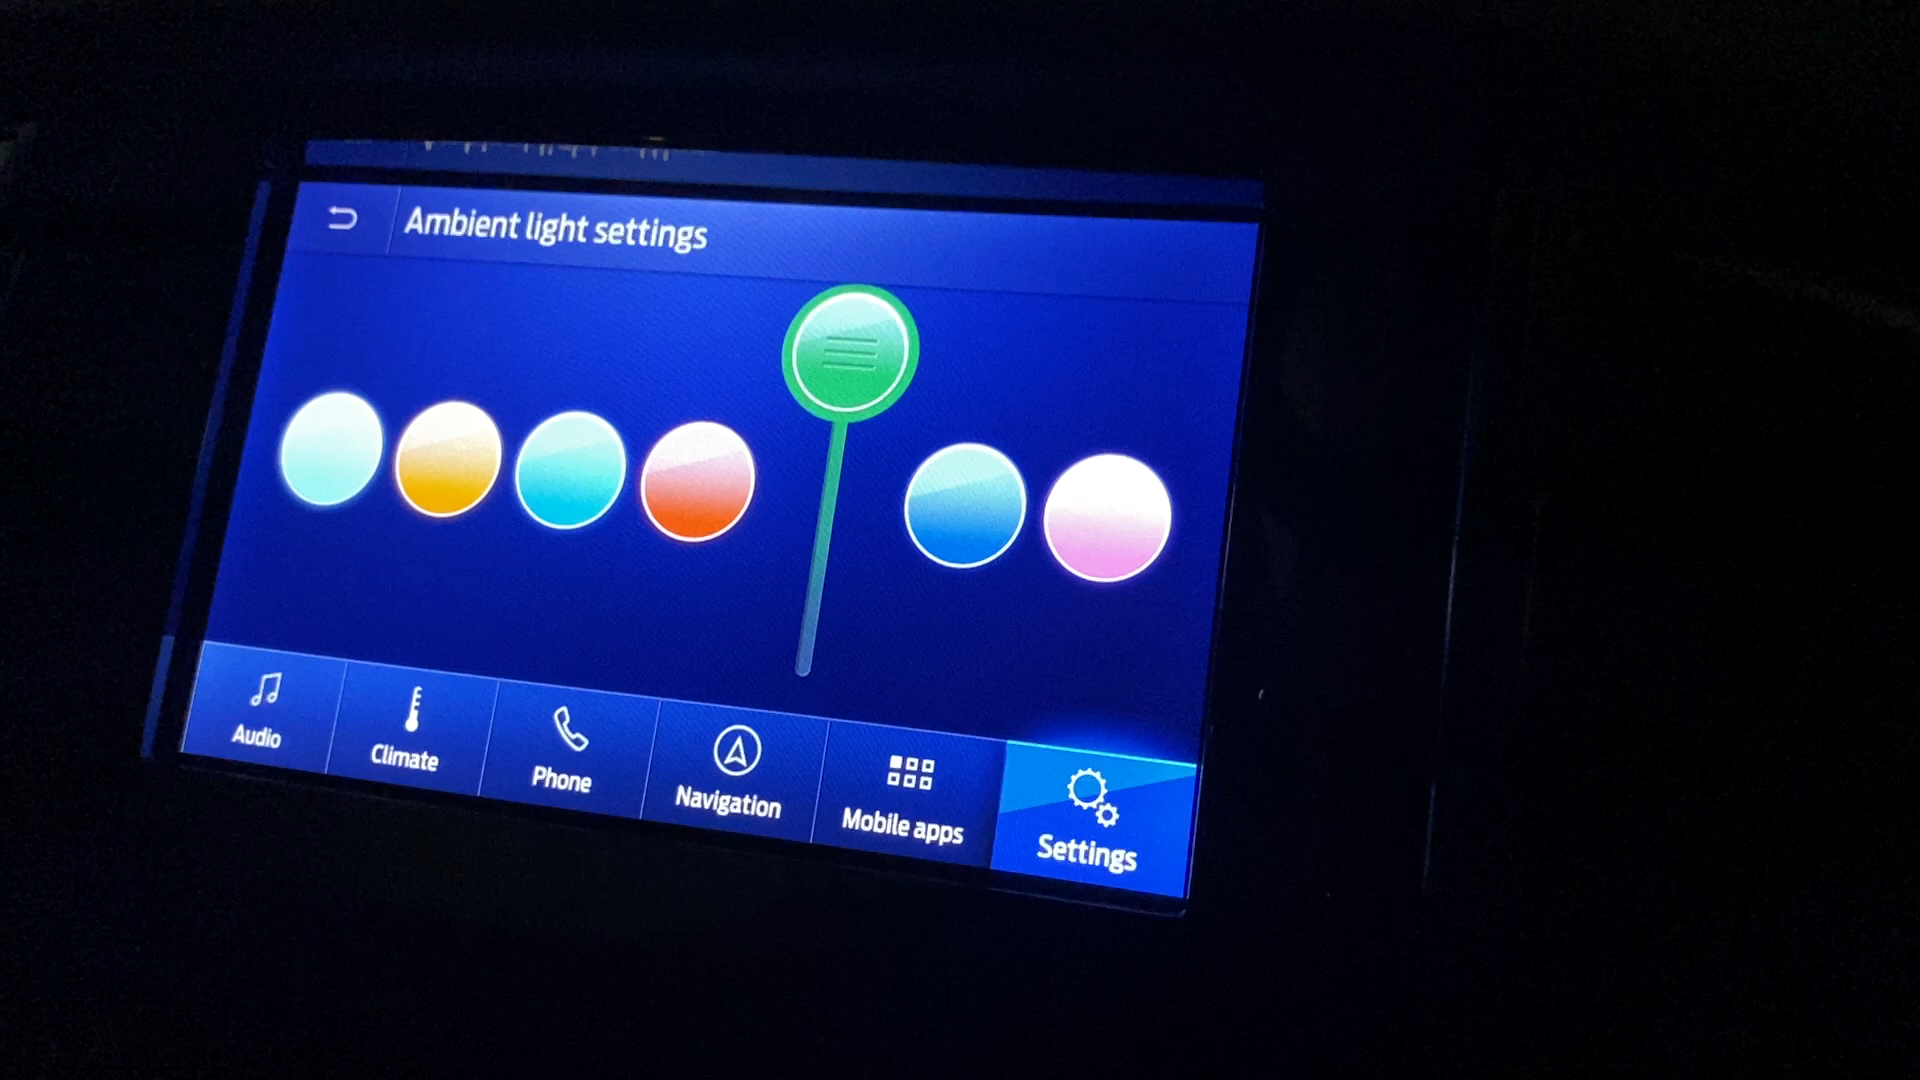 Ambient light settings
Audio
Climate
Phone
Navigation
Mobile apps
Settings